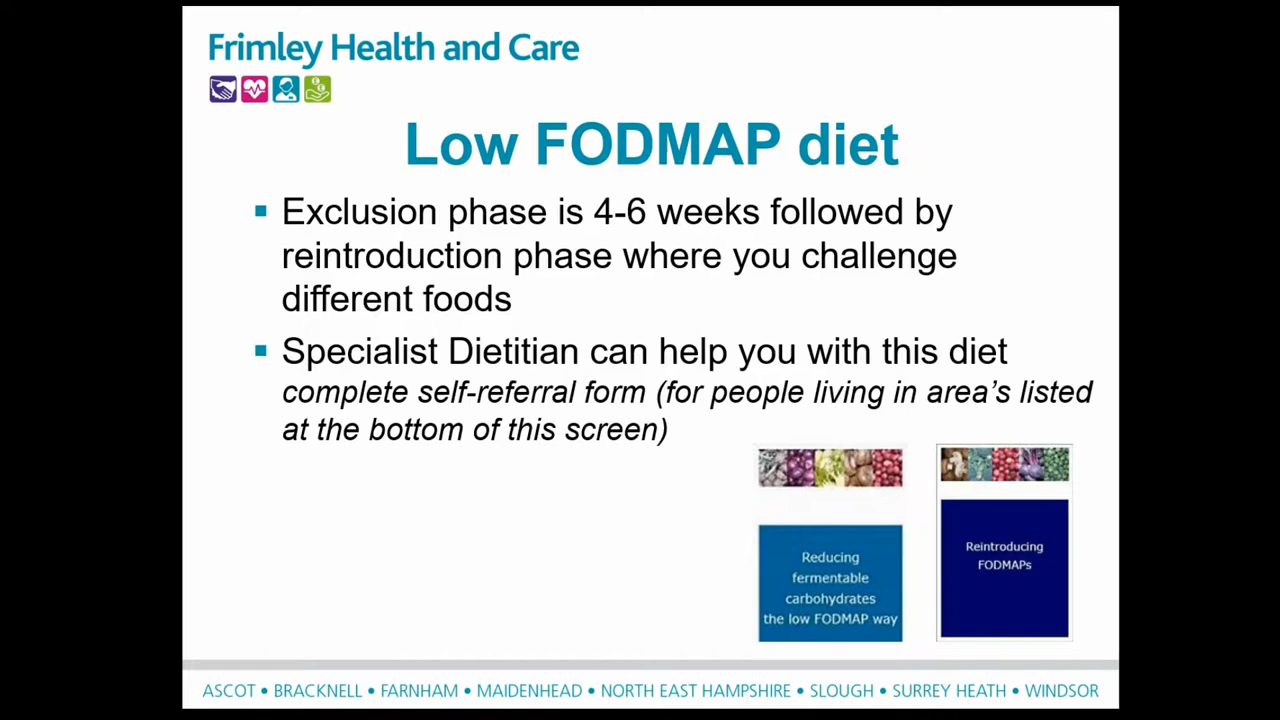 Frimley Health and Care
Low FODMAP diet
▪ Exclusion phase is 4-6 weeks followed by
reintroduction phase where you challenge
different foods
▪ Specialist Dietitian can help you with this diet
complete self-referral form (for people living in area’s listed
at the bottom of this screen)
Reducing
fermentable
carbohydrates
the low FODMAP way
Reintroducing
FODMAPs
ASCOT • BRACKNELL • FARNHAM • MAIDENHEAD • NORTH EAST HAMPSHIRE • SLOUGH • SURREY HEATH • WINDSOR